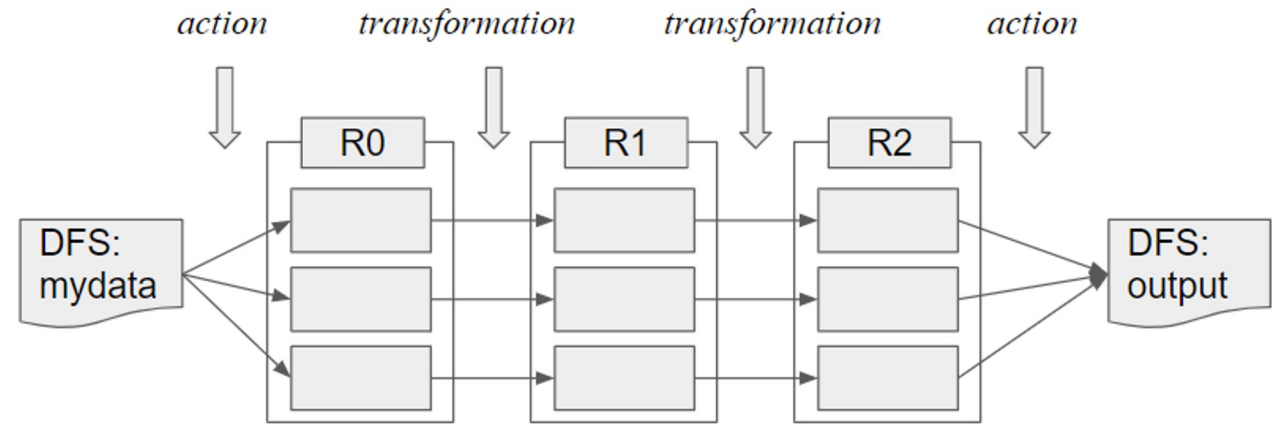 action transformation transformation action
R0 R1 R2
DFS:
mydata
DFS:
output